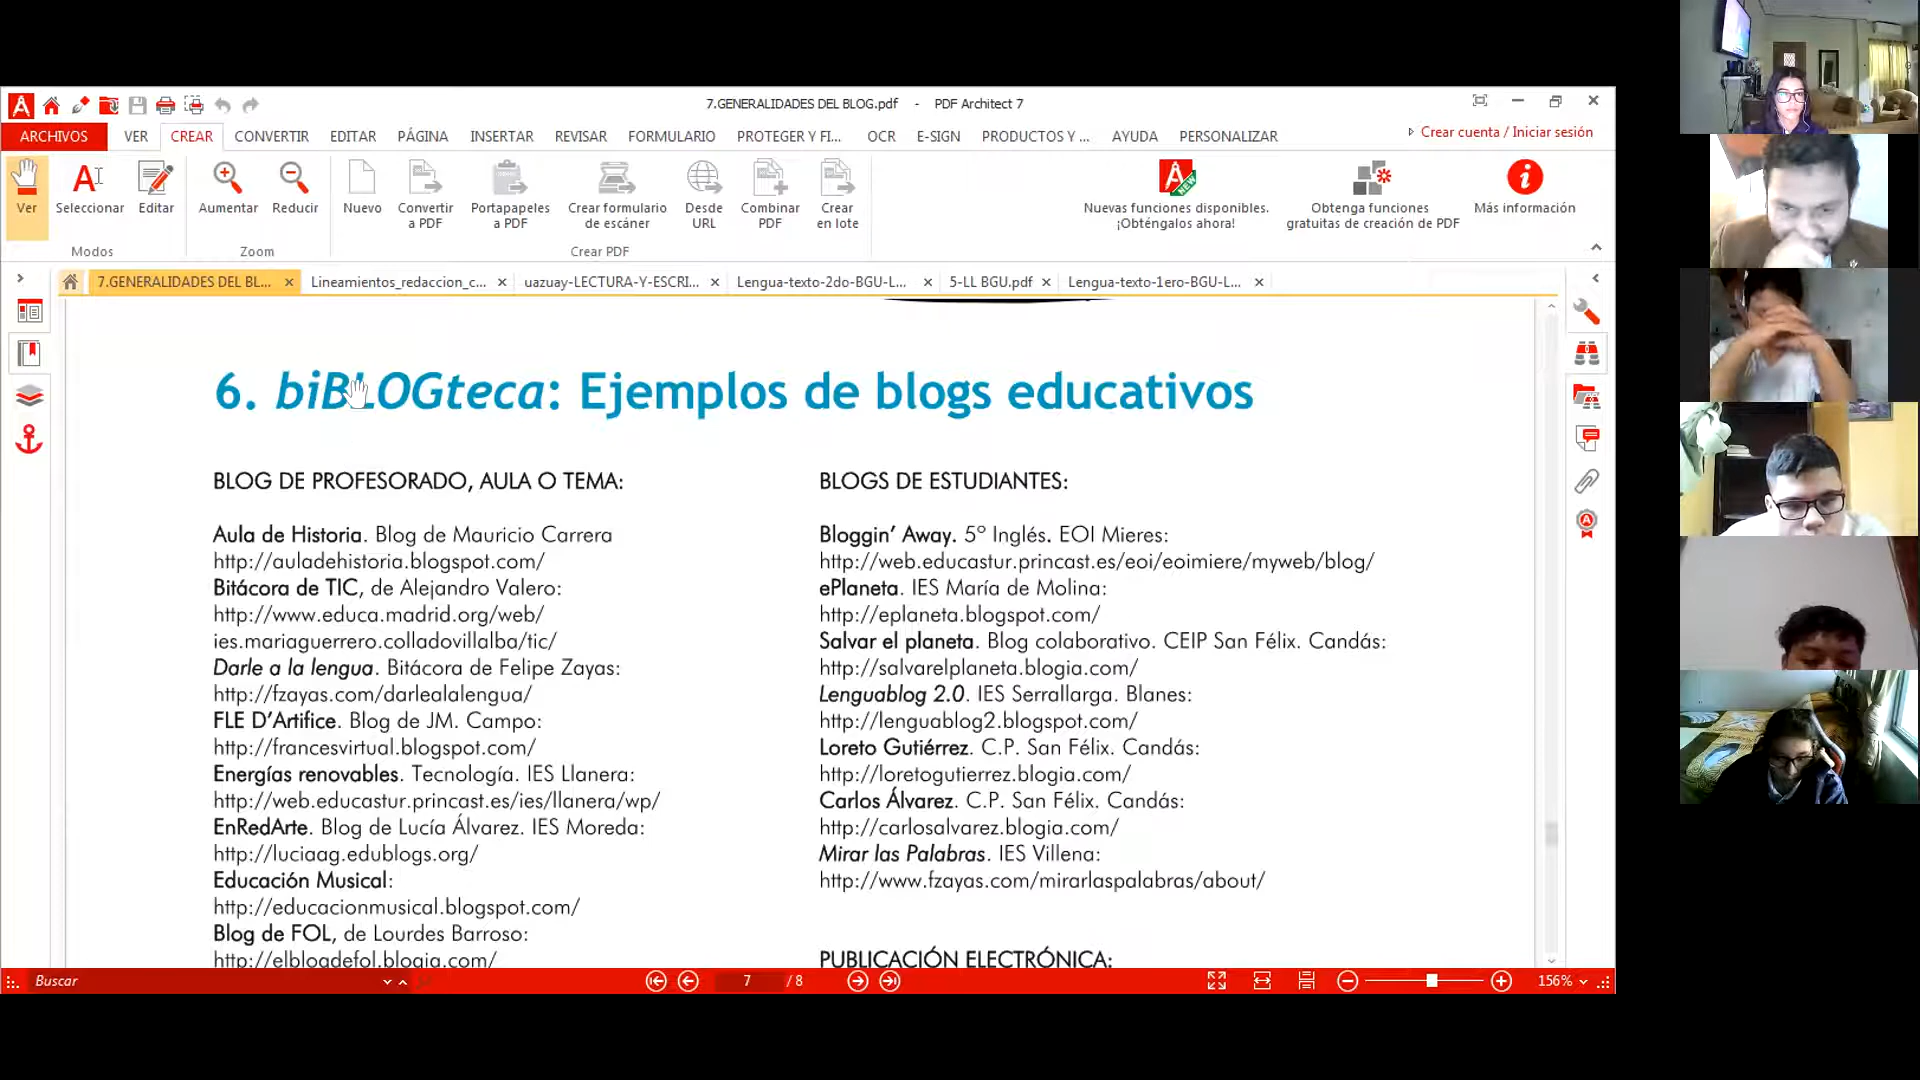 7.GENERALIDADES DEL BLOG.pdf - PDF Architect 7
ARCHIVOS VER CREAR CONVERTIR EDITAR PÁGINA INSERTAR REVISAR FORMULARIO PROTEGER Y FI... OCR E-SIGN PRODUCTOS Y ... AYUDA PERSONALIZAR Crear cuenta / Iniciar sesión
Ver
Seleccionar
Editar
Aumentar
Reducir
Nuevo
Convertir
a PDF
Portapapeles
a PDF
Crear formulario
de escáner
Desde
URL
Combinar
PDF
Crear
en lote
NEW
Nuevas funciones disponibles.
¡Obténgalos ahora!
Obtenga funciones
gratuitas de creación de PDF
Más información
Modos Zoom Crear PDF
7.GENERALIDADES DEL BL... Lineamientos_redaccion_c... uazuay-LECTURA-Y-ESCRI... Lengua-texto-2do-BGU-L... 5-LL BGU.pdf Lengua-texto-1ero-BGU-L...
6. biBLOGteca: Ejemplos de blogs educativos
BLOG DE PROFESORADO, AULA O TEMA:
Aula de Historia. Blog de Mauricio Carrera
http://auladehistoria.blogspot.com/
Bitácora de TIC, de Alejandro Valero:
http://www.educa.madrid.org/web/
ies.mariaguerrero.colladovillalba/tic/
Darle a la lengua. Bitácora de Felipe Zayas:
http://fzayas.com/darlealalengua/
FLE D’Artifice. Blog de JM. Campo:
http://francesvirtual.blogspot.com/
Energías renovables. Tecnología. IES Llanera:
http://web.educastur.princast.es/ies/llanera/wp/
EnRedArte. Blog de Lucía Álvarez. IES Moreda:
http://luciaag.edublogs.org/
Educación Musical:
http://educacionmusical.blogspot.com/
Blog de FOL, de Lourdes Barroso:
http://elblogdefol.blogia.com/
BLOGS DE ESTUDIANTES:
Bloggin’ Away. 5º Inglés. EOI Mieres:
http://web.educastur.princast.es/eoi/eoimiere/myweb/blog/
ePlaneta. IES María de Molina:
http://eplaneta.blogspot.com/
Salvar el planeta. Blog colaborativo. CEIP San Félix. Candás:
http://salvarelplaneta.blogia.com/
Lenguablog 2.0. IES Serrallarga. Blanes:
http://lenguablog2.blogspot.com/
Loreto Gutiérrez. C.P. San Félix. Candás:
http://loretogutierrez.blogia.com/
Carlos Álvarez. C.P. San Félix. Candás:
http://carlosalvarez.blogia.com/
Mirar las Palabras. IES Villena:
http://www.fzayas.com/mirarlaspalabras/about/
PUBLICACIÓN ELECTRÓNICA:
Buscar 7 / 8 156%